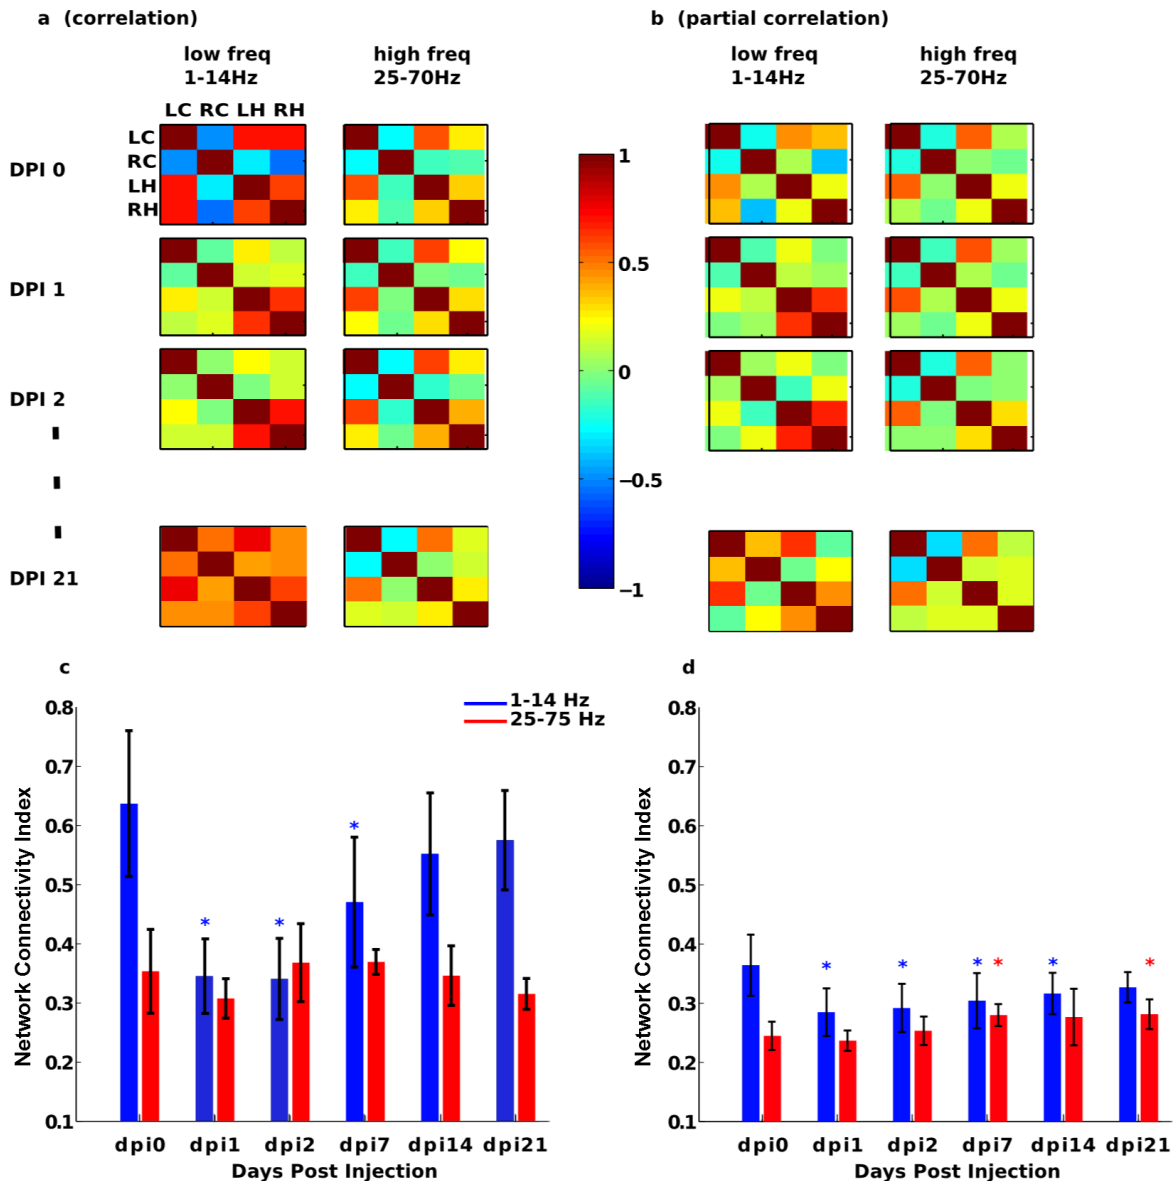 a (correlation)
b (partial correlation)
low freq
1-14Hz
high freq
25-70Hz
low freq
1-14Hz
high freq
25-70Hz
LC RC LH RH
LC
RC
LH
RH
DPI 0
DPI 1
DPI 2
DPI 21
1
0.5
0
−0.5
−1
c
1-14 Hz
25-75 Hz
0.8
0.7
0.6
0.5
0.4
0.3
0.2
0.1
Network Connectivity Index
* * *
dpi0 dpi1 dpi2 dpi7 dpi14 dpi21
Days Post Injection
d
0.8
0.7
0.6
0.5
0.4
0.3
0.2
0.1
Network Connectivity Index
* * * * * *
dpi0 dpi1 dpi2 dpi7 dpi14 dpi21
Days Post Injection